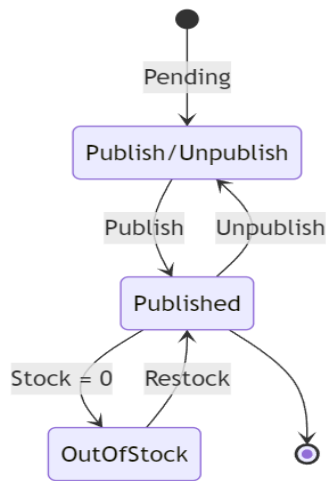 Pending
Publish/Unpublish
Publish
Unpublish
Published
Stock = 0
Restock
OutOfStock